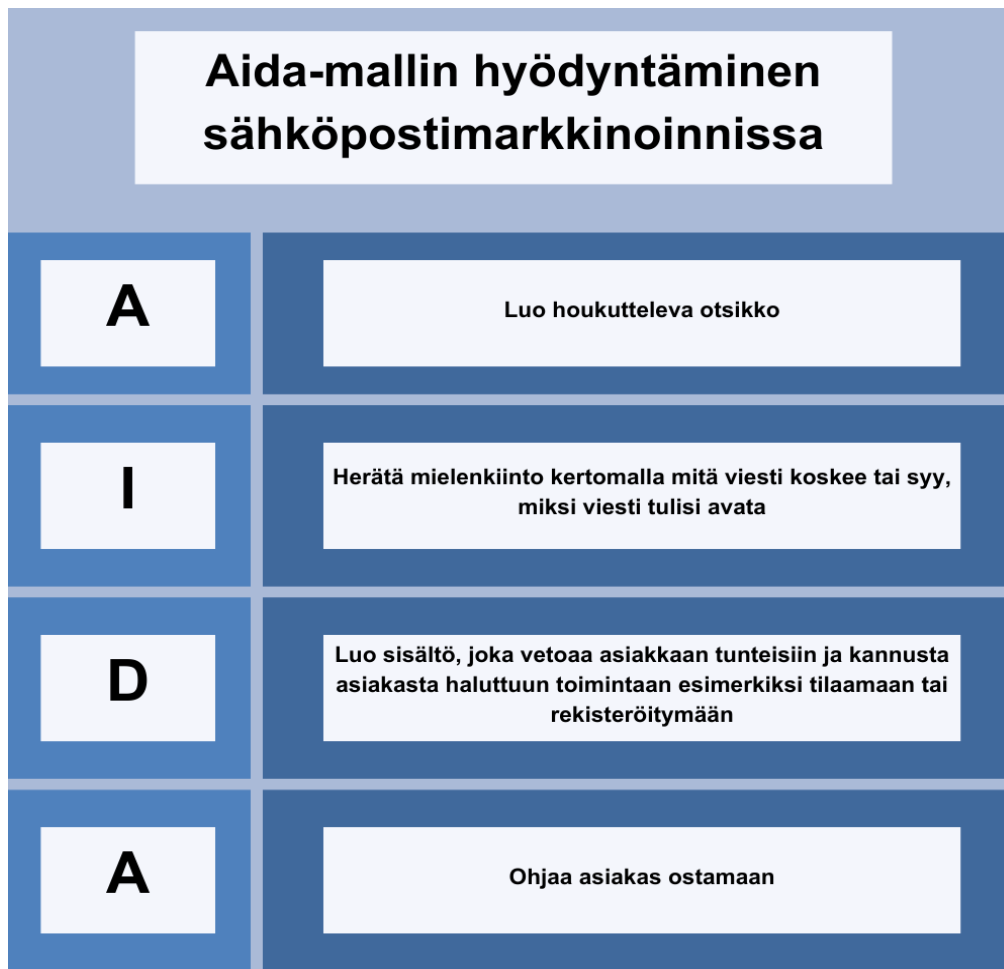 Aida-mallin hyödyntäminen
sähköpostimarkkinoinnissa
A
Luo houkutteleva otsikko
I
Herätä mielenkiinto kertomalla mitä viesti koskee tai syy,
miksi viesti tulisi avata
D
Luo sisältö, joka vetoaa asiakkaan tunteisiin ja kannusta
asiakasta haluttuun toimintaan esimerkiksi tilaamaan tai
rekisteröitymään
A
Ohjaa asiakas ostamaan